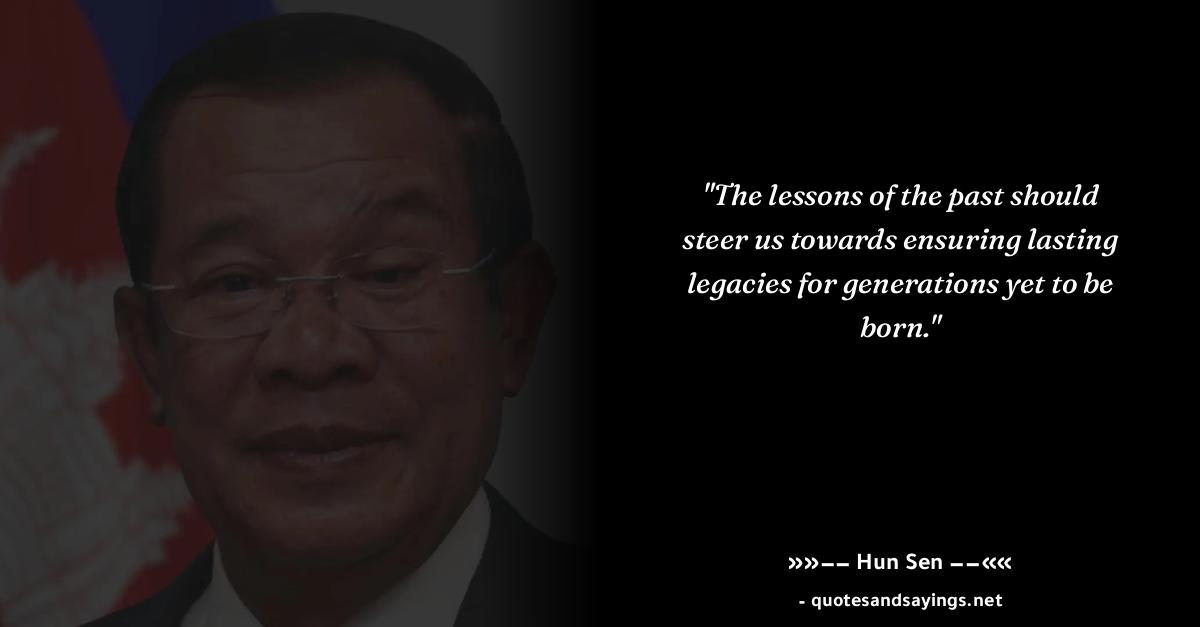 "The lessons of the past should
steer us towards ensuring lasting
legacies for generations yet to be
born."
»»−− Hun Sen −−««
- quotesandsayings.net